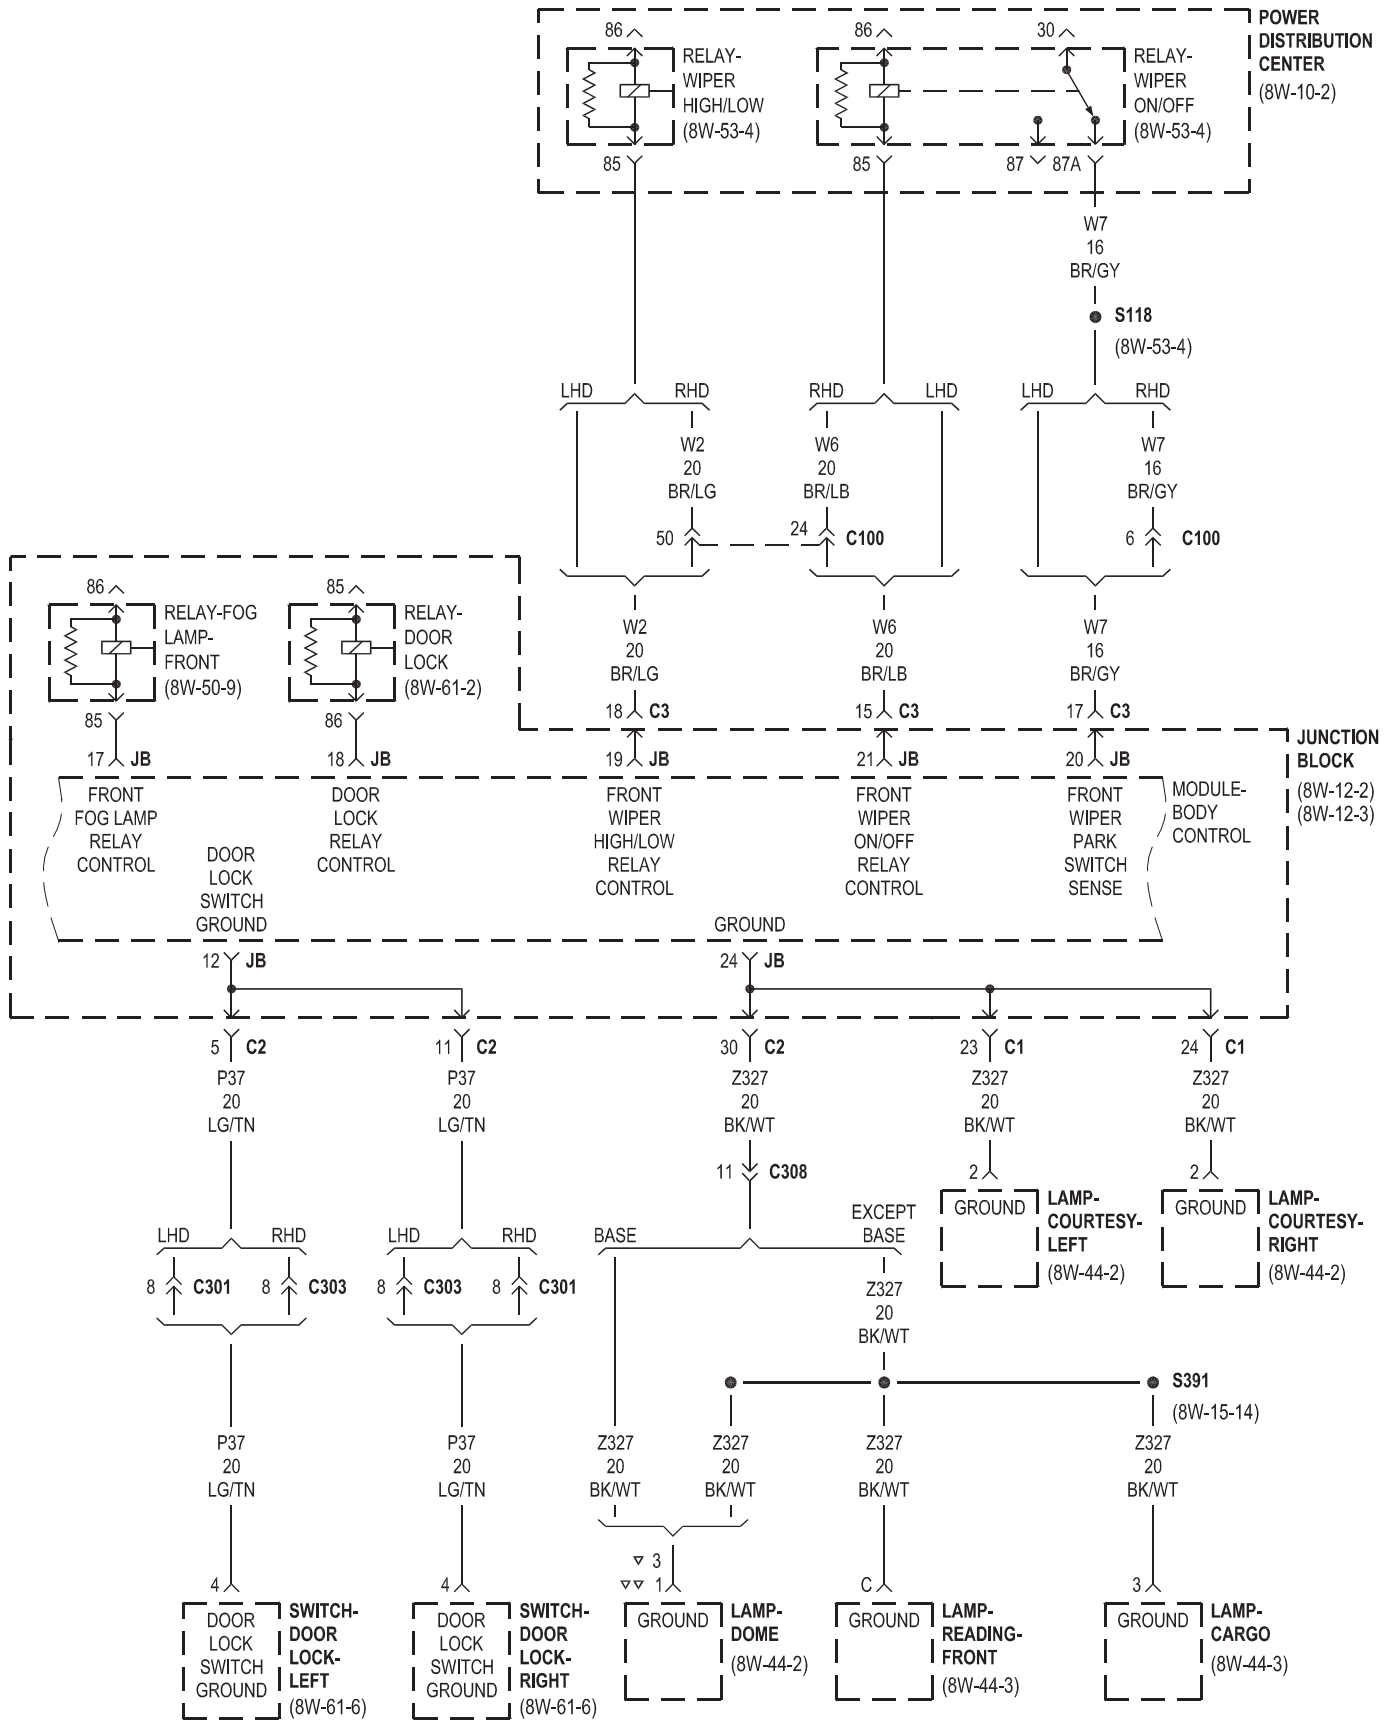 POWER
DISTRIBUTION
CENTER
(8W-10-2)
86
RELAY-
WIPER
HIGH/LOW
(8W-53-4)
85
86
30
RELAY-
WIPER
ON/OFF
(8W-53-4)
85
87
87A
W7
16
BR/GY
S118
(8W-53-4)
LHD
RHD
RHD
LHD
LHD
RHD
W2
20
BR/LG
W6
20
BR/LB
W7
16
BR/GY
50
24
C100
6
C100
86
RELAY-FOG
LAMP-
FRONT
(8W-50-9)
85
85
RELAY-
DOOR
LOCK
(8W-61-2)
86
W2
20
BR/LG
W6
20
BR/LB
W7
16
BR/GY
18
C3
15
C3
17
C3
JUNCTION
BLOCK
(8W-12-2)
(8W-12-3)
17
JB
18
JB
19
JB
21
JB
20
JB
FRONT
FOG LAMP
RELAY
CONTROL
DOOR
LOCK
SWITCH
GROUND
DOOR
LOCK
RELAY
CONTROL
FRONT
WIPER
HIGH/LOW
RELAY
CONTROL
GROUND
FRONT
WIPER
ON/OFF
RELAY
CONTROL
FRONT
WIPER
PARK
SWITCH
SENSE
MODULE-
BODY
CONTROL
12
JB
24
JB
5
C2
11
C2
30
C2
23
C1
24
C1
P37
20
LG/TN
P37
20
LG/TN
Z327
20
BK/WT
Z327
20
BK/WT
Z327
20
BK/WT
11
C308
2
2
GROUND
LAMP-
COURTESY-
LEFT
(8W-44-2)
GROUND
LAMP-
COURTESY-
RIGHT
(8W-44-2)
LHD
RHD
LHD
RHD
BASE
EXCEPT
BASE
8
C301
8
C303
8
C303
8
C301
Z327
20
BK/WT
S391
(8W-15-14)
P37
20
LG/TN
P37
20
LG/TN
Z327
20
BK/WT
Z327
20
BK/WT
Z327
20
BK/WT
Z327
20
BK/WT
4
4
3
1
C
3
DOOR
LOCK
SWITCH
GROUND
SWITCH-
DOOR
LOCK-
LEFT
(8W-61-6)
DOOR
LOCK
SWITCH
GROUND
SWITCH-
DOOR
LOCK-
RIGHT
(8W-61-6)
GROUND
LAMP-
DOME
(8W-44-2)
GROUND
LAMP-
READING-
FRONT
(8W-44-3)
GROUND
LAMP-
CARGO
(8W-44-3)